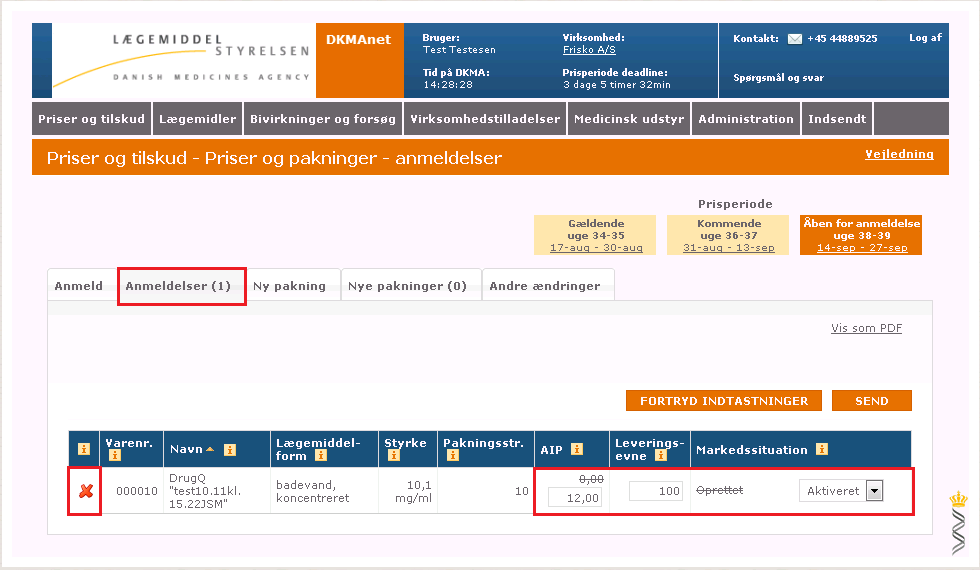 LÆGEMIDDEL
STYRELSEN
DANISH MEDICINES AGENCY
DKMAnet
Bruger:
Test Testesen
Tid på DKMA:
14:28:28
Virksomhed:
Frisko A/S
Prisperiode deadline:
3 dage 5 timer 32min
Kontakt: +45 44889525
Log af
Spørgsmål og svar
Priser og tilskud Lægemidler Bivirkninger og forsøg Virksomhedstilladelser Medicinsk udstyr Administration Indsendt
Priser og tilskud - Priser og pakninger - anmeldelser
Vejledning
Prisperiode
Gældende
uge 34-35
17-aug - 30-aug
Kommende
uge 36-37
31-aug - 13-sep
Åben for anmeldelse
uge 38-39
14-sep - 27-sep
Anmeld Anmeldelser (1) Ny pakning Nye pakninger (0) Andre ændringer
Vis som PDF
FORTRYD INDTASTNINGER SEND
i
Varenr.
i
Navn i
Lægemiddel-
form i
Styrke
i
Pakningsstr.
i
AIP i
Leverings-
evne i
Markedssituation i
000010
DrugQ
"test10.11kl.
15.22JSM"
badevand,
koncentreret
10,1
mg/ml
10
0,00
12,00
100
Oprettet
Aktiveret